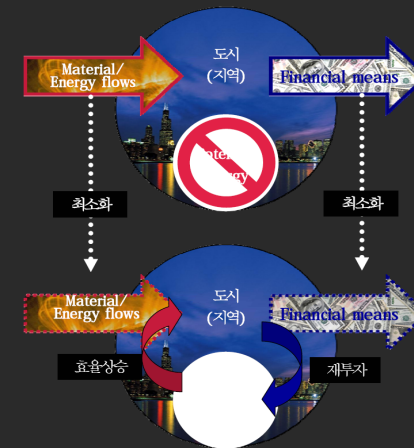 도시
(지역)
Material/
Energy flows
Financial means
최소화
최소화
도시
(지역)
Material/
Energy flows
Financial means
효율상승
재투자